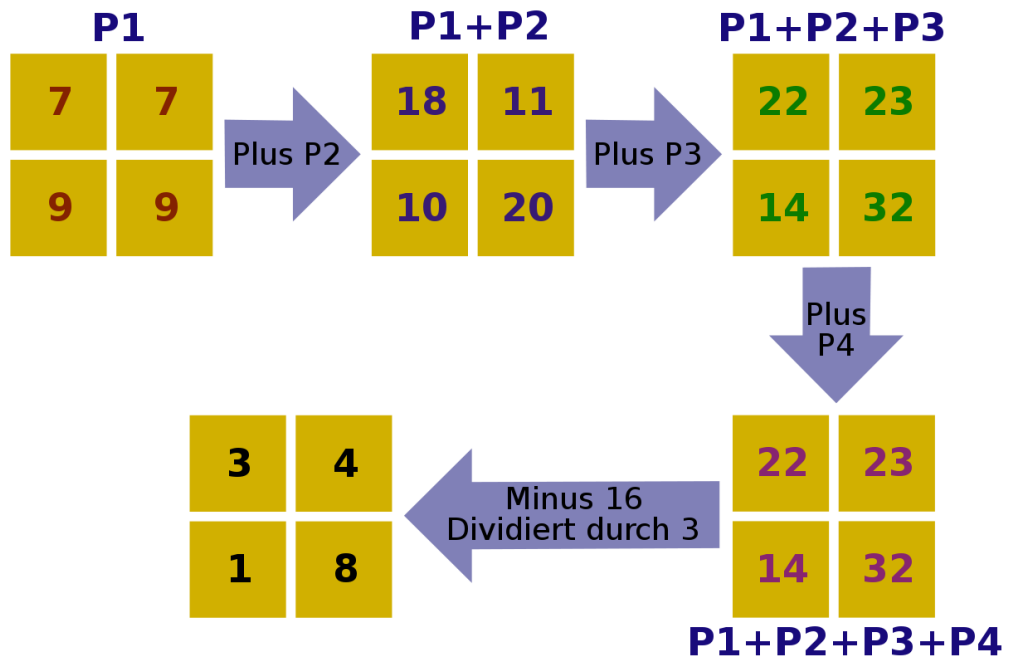 P1
P1+P2
P1+P2+P3
7 7
18 11
22 23
Plus P2
Plus P3
9 9
10 20
14 32
Plus
P4
3 4
Minus 16
Dividiert durch 3
22 23
1 8
14 32
P1+P2+P3+P4